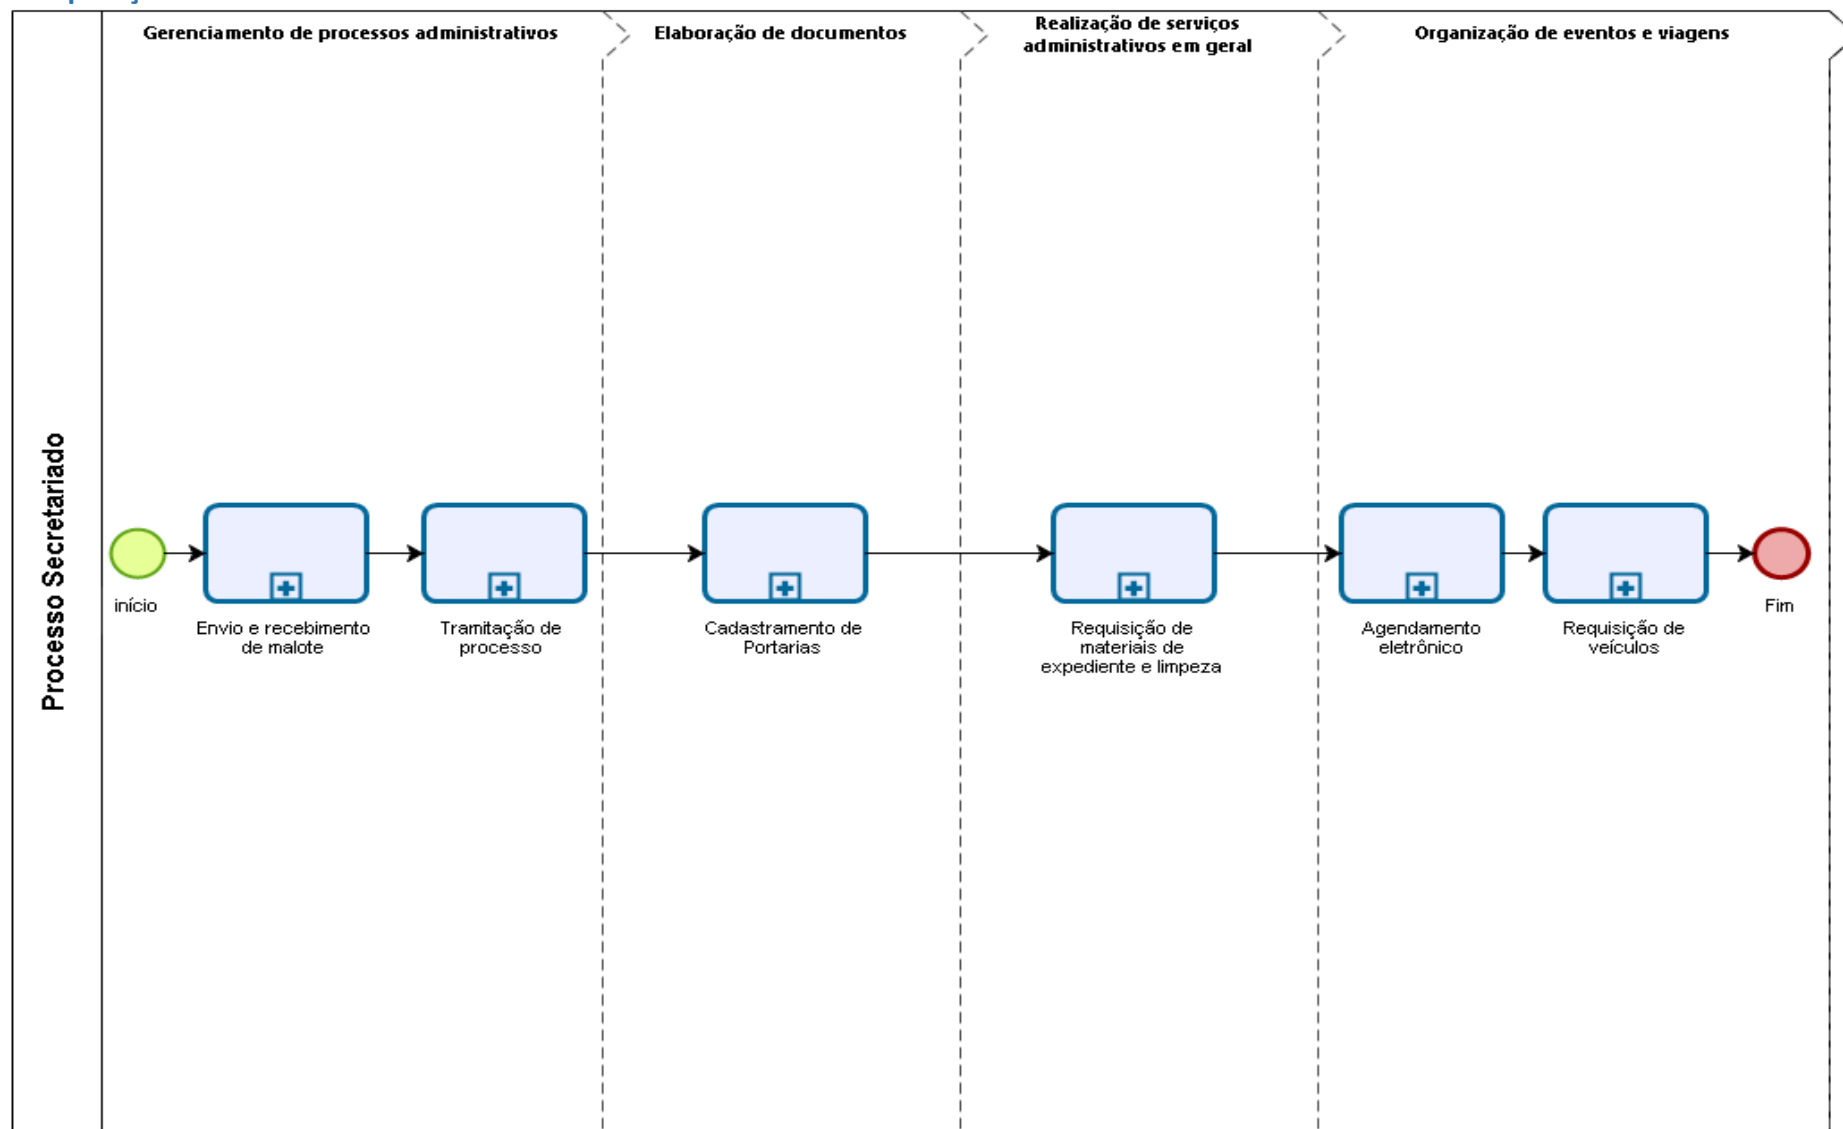 Gerenciamento de processos administrativos
Elaboração de documentos
Realização de serviços
administrativos em geral
Organização de eventos e viagens
Processo Secretariado
início
Envio e recebimento
de malote
Tramitação de
processo
Cadastramento de
Portarias
Requisição de
materiais de
expediente e limpeza
Agendamento
eletrônico
Requisição de
veículos
Fim